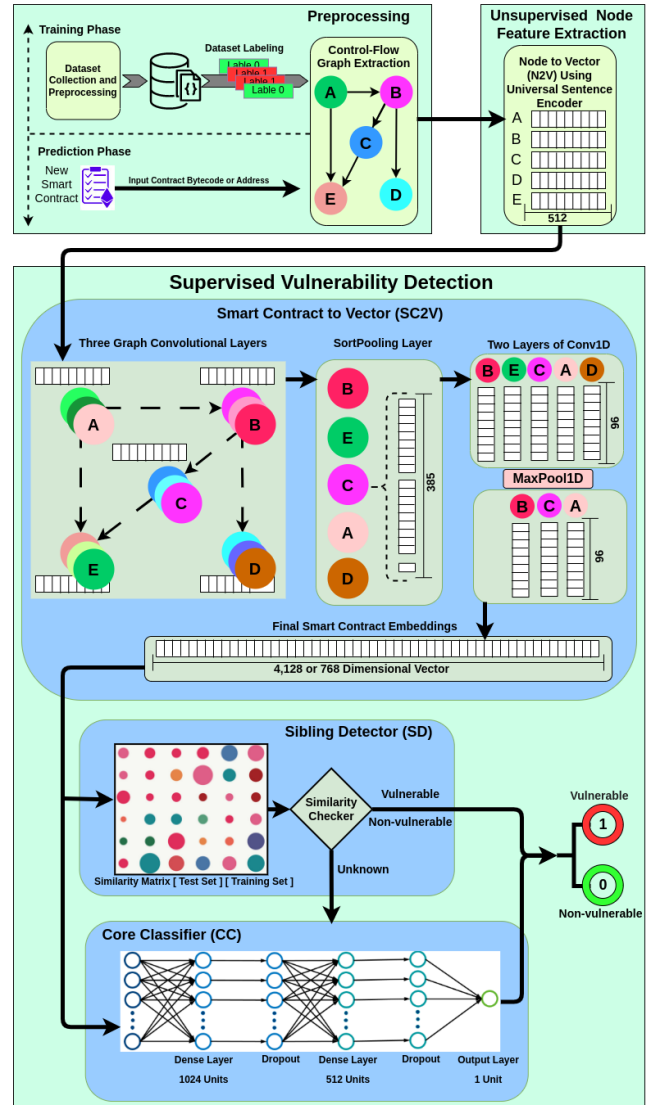 Preprocessing
Training Phase
Dataset
Collection and
Preprocessing
Dataset Labeling
Lable 0
Lable 1
Lable 1
Lable 0
Control-Flow
Graph Extraction
A
B
C
E
D
Prediction Phase
New
Smart
Contract
Input Contract Bytecode or Address
Unsupervised Node
Feature Extraction
Node to Vector
(N2V) Using
Universal Sentence
Encoder
A
B
C
D
E
512
Supervised Vulnerability Detection
Smart Contract to Vector (SC2V)
Three Graph Convolutional Layers
A
B
C
E
D
SortPooling Layer
B
E
C
A
D
385
Two Layers of Conv1D
B E C A D
96
MaxPool1D
B C A
96
Final Smart Contract Embeddings
4,128 or 768 Dimensional Vector
Sibling Detector (SD)
Similarity Matrix [ Test Set ] [ Training Set ]
Similarity
Checker
Vulnerable
Non-vulnerable
Unknown
Vulnerable
1
0
Non-vulnerable
Core Classifier (CC)
Dense Layer Dropout Dense Layer Dropout Output Layer
1024 Units 512 Units 1 Unit